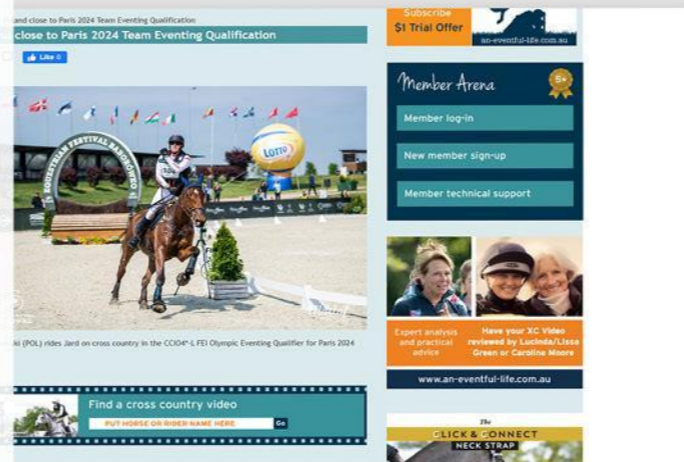 and close to Paris 2024 Team Eventing Qualification
close to Paris 2024 Team Eventing Qualification
Like 0
EQUESTRIAN FESTIVAL BABORÓWKO
LOTTO
ki (POL) rides Jard on cross country in the CCIO4*-L FEI Olympic Eventing Qualifier for Paris 2024
Find a cross country video
PUT HORSE OR RIDER NAME HERE
Go
Subscribe
$1 Trial Offer
an-eventful-life.com.au
Member Arena
Member log-in
New member sign-up
Member technical support
Expert analysis
and practical
advice
Have your XC Video
reviewed by Lucinda/Lissa
Green or Caroline Moore
www.an-eventful-life.com.au
The
CLICK & CONNECT
NECK STRAP